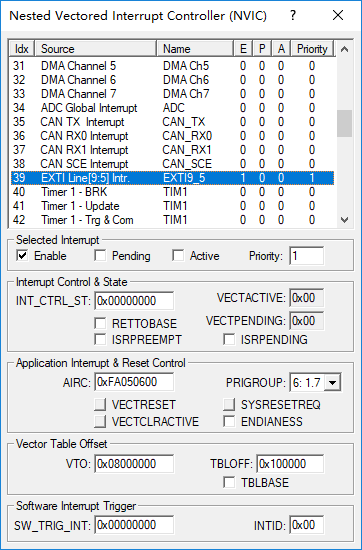 Nested Vectored Interrupt Controller (NVIC)
Idx Source Name E P A Priority
31 DMA Channel 5 DMA Ch5 0 0 0 0
32 DMA Channel 6 DMA Ch6 0 0 0 0
33 DMA Channel 7 DMA Ch7 0 0 0 0
34 ADC Global Interrupt ADC 0 0 0 0
35 CAN TX Interrupt CAN_TX 0 0 0 0
36 CAN RX0 Interrupt CAN_RX0 0 0 0 0
37 CAN RX1 Interrupt CAN_RX1 0 0 0 0
38 CAN SCE Interrupt CAN_SCE 0 0 0 0
39 EXTI Line[9:5] Intr. EXTI9_5 1 0 0 1
40 Timer 1 - BRK TIM1 0 0 0 0
41 Timer 1 - Update TIM1 0 0 0 0
42 Timer 1 - Trg & Com TIM1 0 0 0 0
Selected Interrupt
Enable Pending Active Priority: 1
Interrupt Control & State
INT_CTRL_ST: 0x00000000 VECTACTIVE: 0x00
RETTOBASE VECTPENDING: 0x00
ISRPREEMPT ISRPENDING
Application Interrupt & Reset Control
AIRC: 0xFA050600 PRIGROUP: 6: 1.7
VECTRESET SYSRESETREQ
VECTCLRACTIVE ENDIANESS
Vector Table Offset
VTO: 0x08000000 TBLOFF: 0x100000
TBLBASE
Software Interrupt Trigger
SW_TRIG_INT: 0x00000000 INTID: 0x00